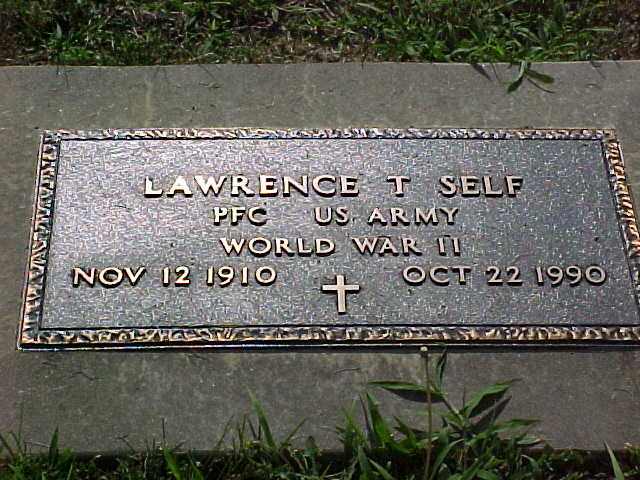 LAWRENCE T SELF
PFC US ARMY
WORLD WAR II
NOV 12 1910 OCT 22 1990